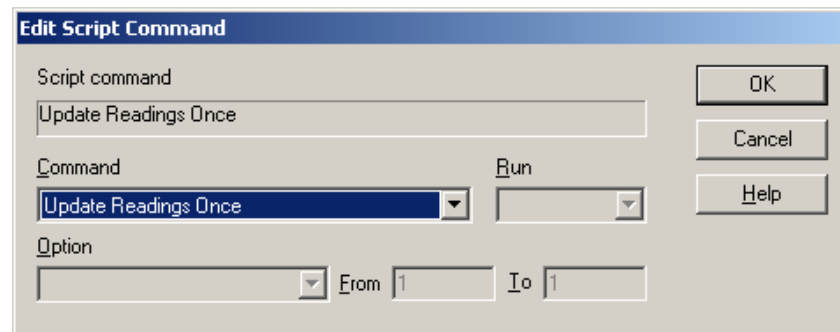 Edit Script Command
Script command
Update Readings Once
Command Run
Update Readings Once
Option
From 1 To 1
OK
Cancel
Help